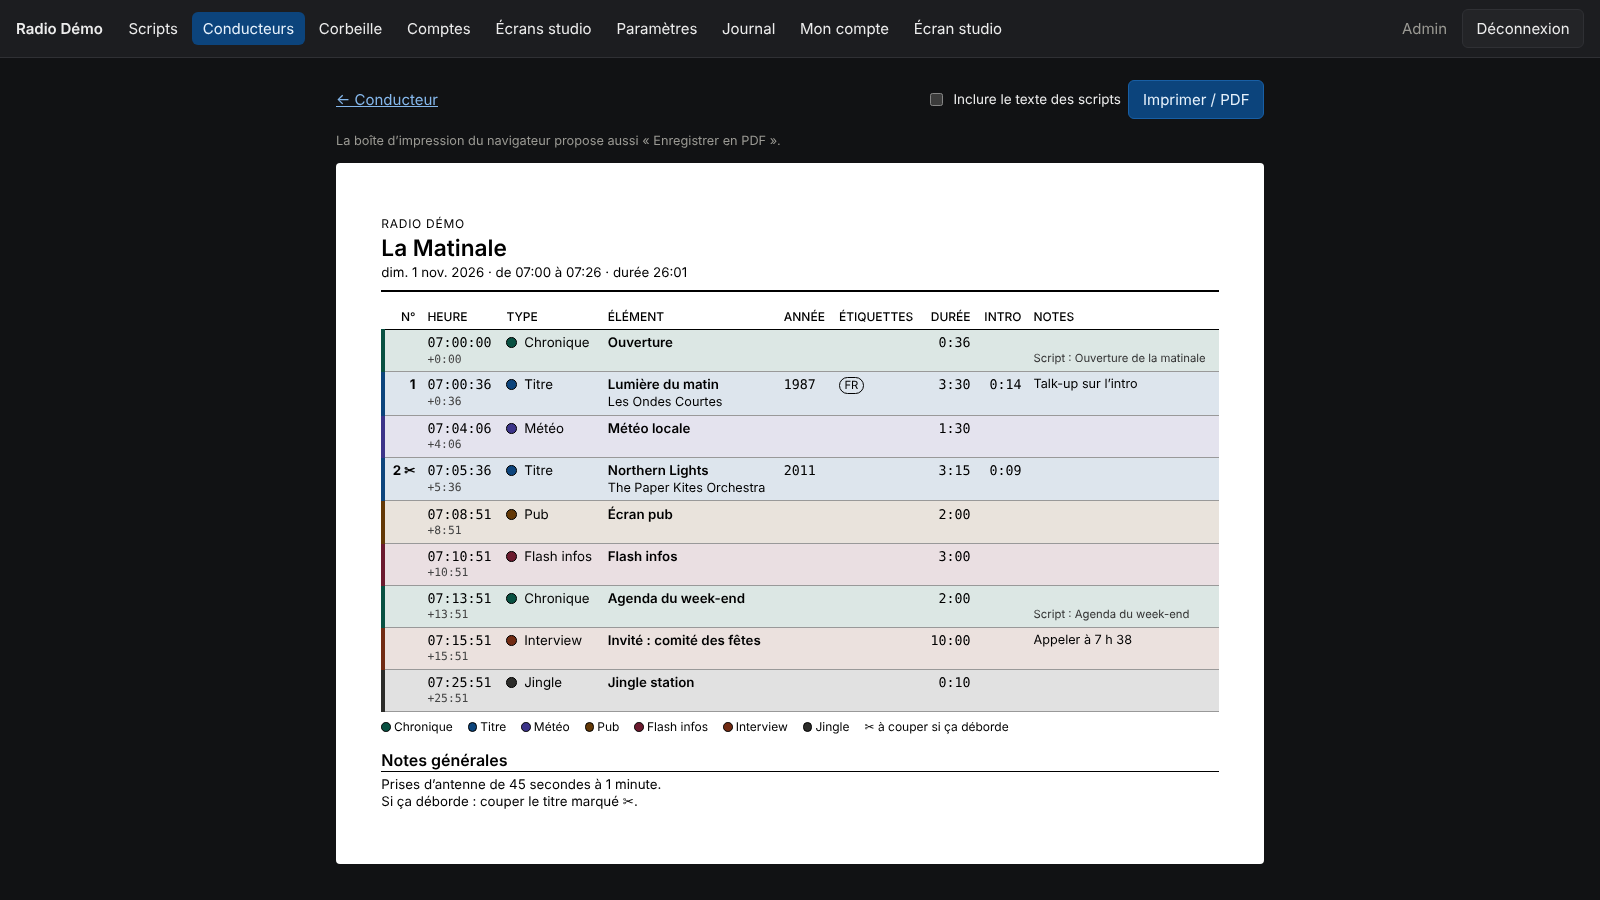 Radio Démo Scripts Conducteurs Corbeille Comptes Écrans studio Paramètres Journal Mon compte Écran studio Admin Déconnexion
← Conducteur Inclure le texte des scripts Imprimer / PDF
La boîte d’impression du navigateur propose aussi « Enregistrer en PDF ».
RADIO DÉMO
La Matinale
dim. 1 nov. 2026 · de 07:00 à 07:26 · durée 26:01
N° HEURE TYPE ÉLÉMENT ANNÉE ÉTIQUETTES DURÉE INTRO NOTES
07:00:00 Chronique Ouverture 0:36
+0:00 Script : Ouverture de la matinale
1 07:00:36 Titre Lumière du matin 1987 FR 3:30 0:14 Talk-up sur l’intro
+0:36 Les Ondes Courtes
07:04:06 Météo Météo locale 1:30
+4:06
2 ✂ 07:05:36 Titre Northern Lights 2011 3:15 0:09
+5:36 The Paper Kites Orchestra
07:08:51 Pub Écran pub 2:00
+8:51
07:10:51 Flash infos Flash infos 3:00
+10:51
07:13:51 Chronique Agenda du week-end 2:00
+13:51 Script : Agenda du week-end
07:15:51 Interview Invité : comité des fêtes 10:00 Appeler à 7 h 38
+15:51
07:25:51 Jingle Jingle station 0:10
+25:51
Chronique Titre Météo Pub Flash infos Interview Jingle ✂ à couper si ça déborde
Notes générales
Prises d’antenne de 45 secondes à 1 minute.
Si ça déborde : couper le titre marqué ✂.